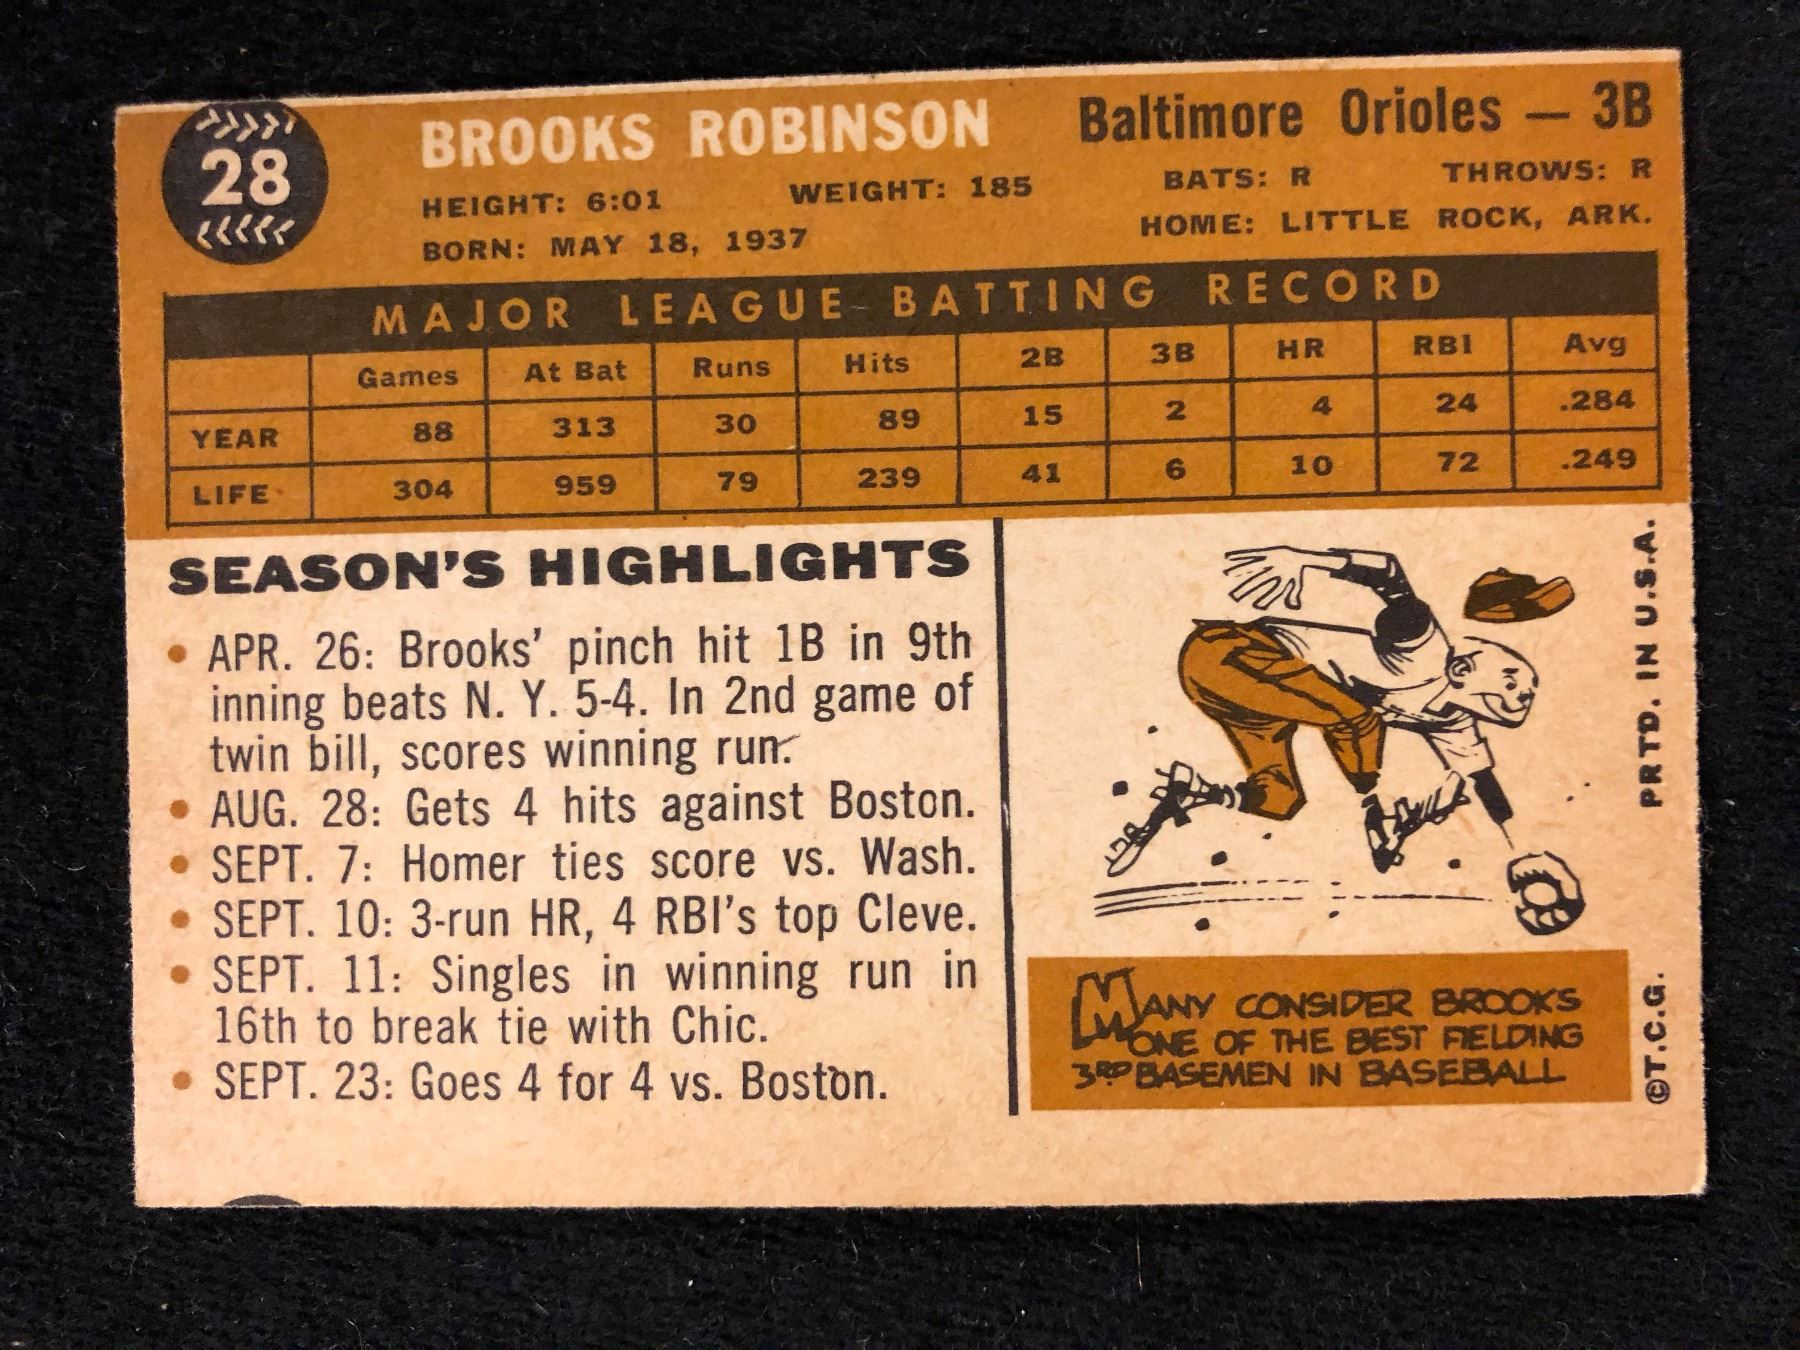 28
BROOKS ROBINSON
Baltimore Orioles — 3B
HEIGHT: 6:01 WEIGHT: 185
BATS: R THROWS: R
BORN: MAY 18, 1937
HOME: LITTLE ROCK, ARK.
MAJOR LEAGUE BATTING RECORD
Games At Bat Runs Hits 2B 3B HR RBI Avg
YEAR 88 313 30 89 15 2 4 24 .284
LIFE 304 959 79 239 41 6 10 72 .249
SEASON'S HIGHLIGHTS
• APR. 26: Brooks' pinch hit 1B in 9th
inning beats N. Y. 5-4. In 2nd game of
twin bill, scores winning run.
• AUG. 28: Gets 4 hits against Boston.
• SEPT. 7: Homer ties score vs. Wash.
• SEPT. 10: 3-run HR, 4 RBI's top Cleve.
• SEPT. 11: Singles in winning run in
16th to break tie with Chic.
• SEPT. 23: Goes 4 for 4 vs. Boston.
MANY CONSIDER BROOKS
ONE OF THE BEST FIELDING
3RD BASEMEN IN BASEBALL
©T.C.G. PRTD. IN U.S.A.